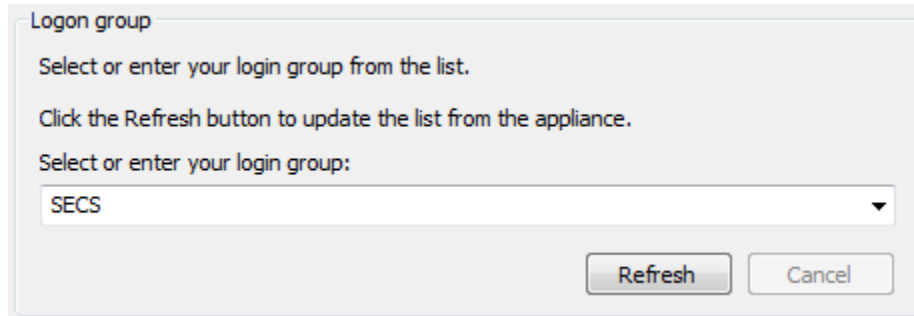 Logon group
Select or enter your login group from the list.
Click the Refresh button to update the list from the appliance.
Select or enter your login group:
SECS
Refresh Cancel